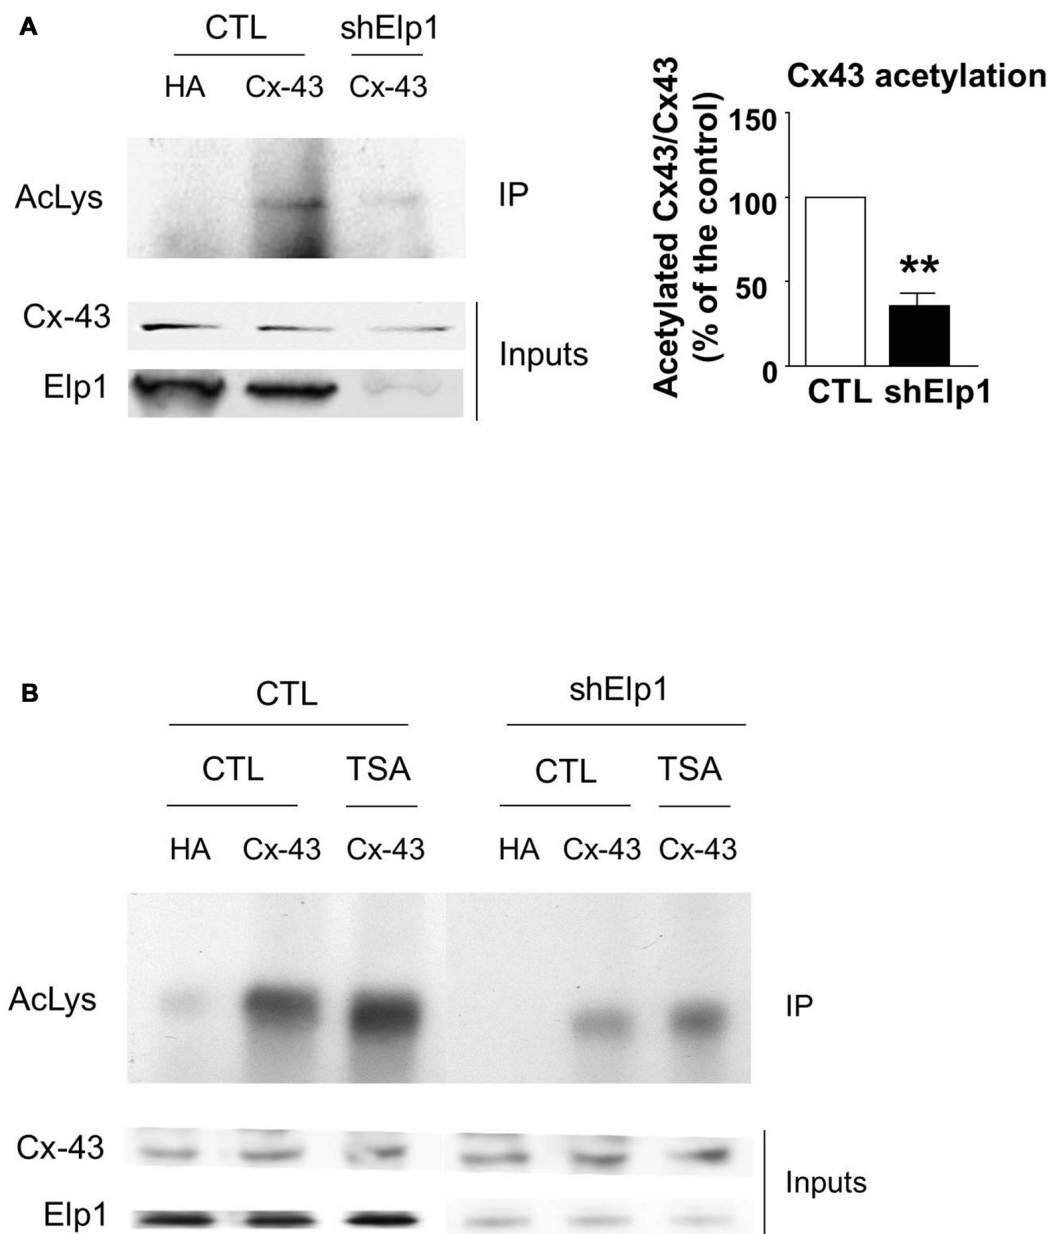 A
CTL shElp1
HA Cx-43 Cx-43
AcLys IP
Cx-43
Elp1
Inputs
Cx43 acetylation
Acetylated Cx43/Cx43
(% of the control)
150
100
50
0
**
CTL shElp1
B
CTL shElp1
CTL TSA CTL TSA
HA Cx-43 Cx-43 HA Cx-43 Cx-43
AcLys IP
Cx-43
Elp1
Inputs